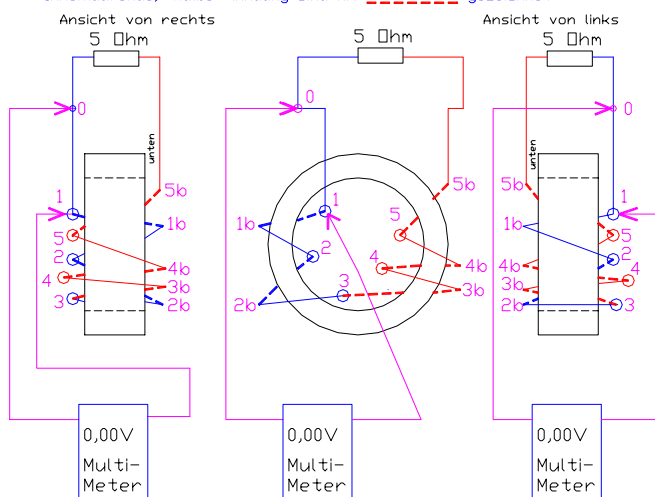 Ansicht von rechts
Ansicht von links
5 Ohm
5 Ohm
5 Ohm
0
0
0
unten
unten
1
5b
1b
5
2
4
4b
3b
3
2b
1
5b
1b
5
2
4
4b
3
3b
2b
5b
1
1b
5
2
4b
4
3b
2b
3
0,00V
Multi-
Meter
0,00V
Multi-
Meter
0,00V
Multi-
Meter